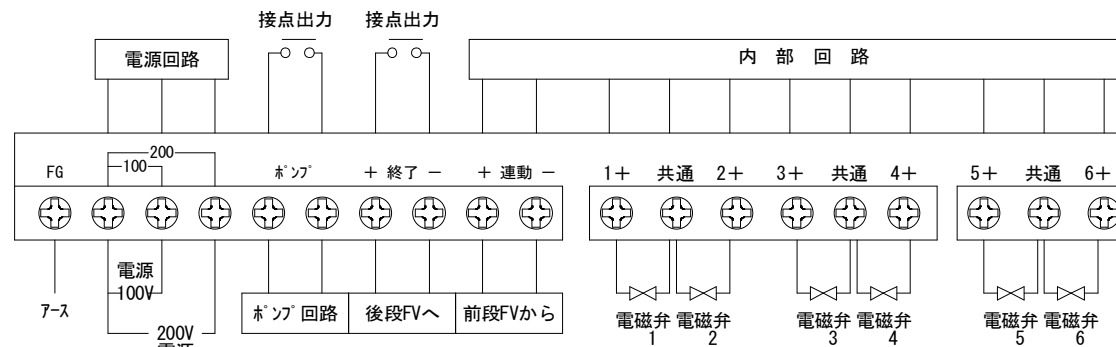 接点出力 接点出力
電源回路 内部回路
200
100
FG ﾎﾟﾝﾌﾟ + 終了 － + 連動 － 1+ 共通 2+ 3+ 共通 4+ 5+ 共通 6+
電源
100V
ｱｰｽ
ﾎﾟﾝﾌﾟ回路 後段FVへ 前段FVから
電磁弁 電磁弁 電磁弁 電磁弁 電磁弁 電磁弁
1 2 3 4 5 6
200V
電源